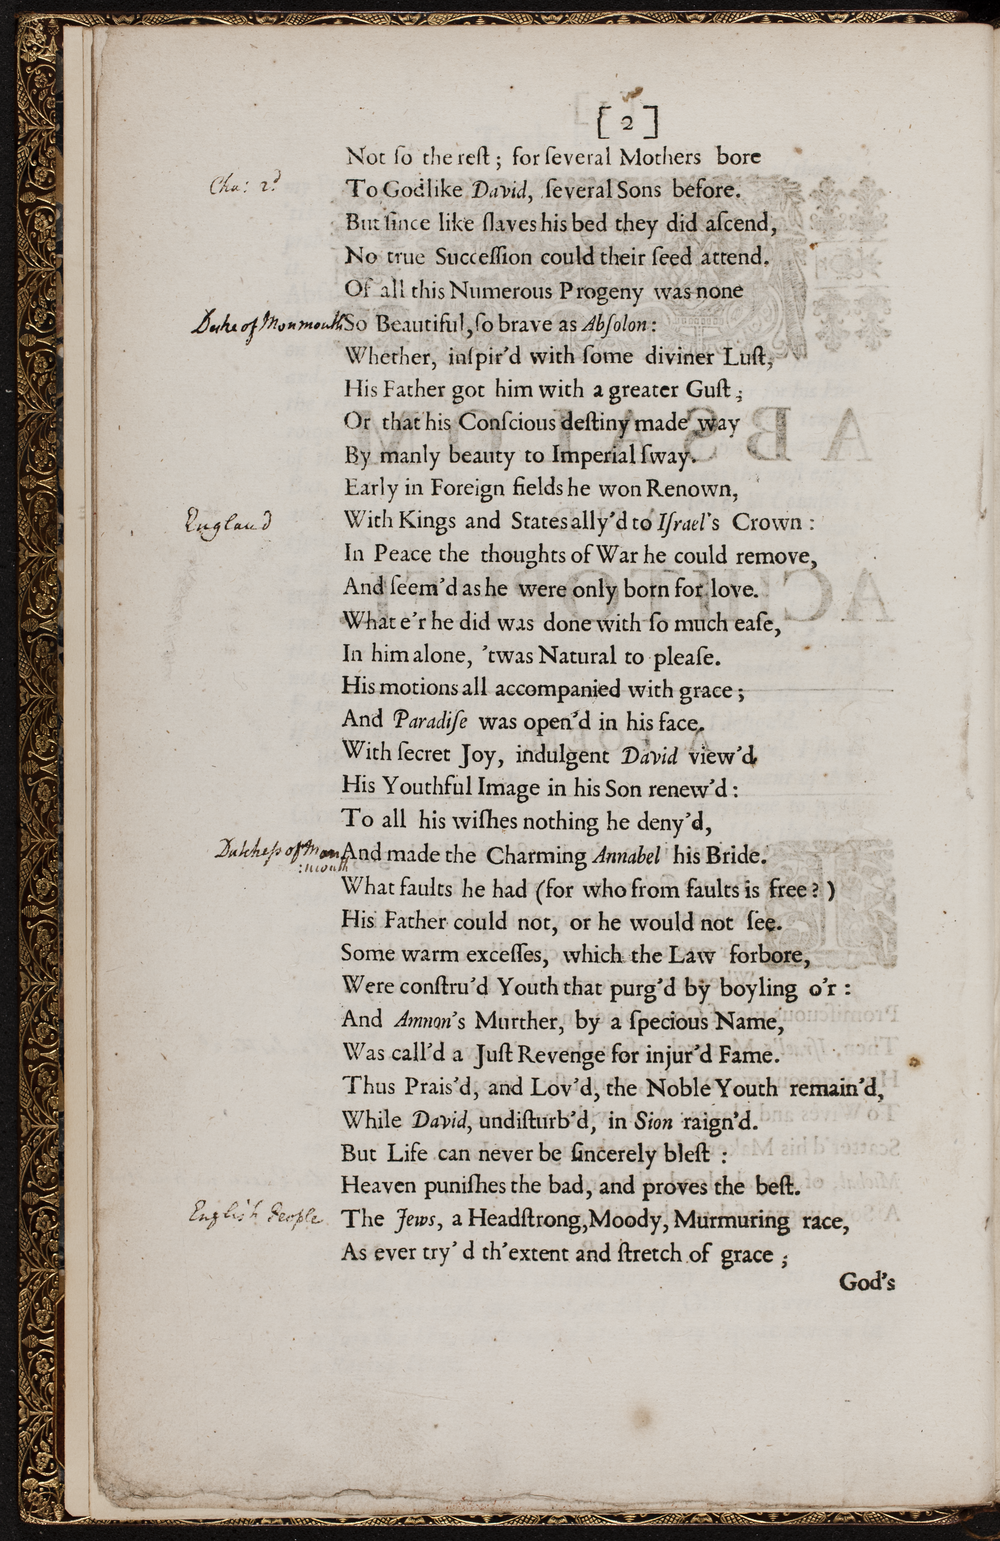 [ 2 ]
Not ſo the reſt ; for ſeveral Mothers bore
Cha: 2d To Godlike David, ſeveral Sons before.
But ſince like ſlaves his bed they did aſcend,
No true Succeſſion could their ſeed attend.
Of all this Numerous Progeny was none
Duke of Monmouth So Beautiful, ſo brave as Abſolon :
Whether, inſpir'd with ſome diviner Luſt,
His Father got him with a greater Guſt ;
Or that his Conſcious deſtiny made way
By manly beauty to Imperial ſway.
Early in Foreign fields he won Renown,
England With Kings and States ally'd to Iſrael's Crown :
In Peace the thoughts of War he could remove,
And ſeem'd as he were only born for love.
What e'r he did was done with ſo much eaſe,
In him alone, 'twas Natural to pleaſe.
His motions all accompanied with grace ;
And Paradiſe was open'd in his face.
With ſecret Joy, indulgent David view'd
His Youthful Image in his Son renew'd :
To all his wiſhes nothing he deny'd,
Dutcheſs of Mon And made the Charming Annabel his Bride.
:mouth
What faults he had (for who from faults is free ? )
His Father could not, or he would not ſee.
Some warm exceſſes, which the Law forbore,
Were conſtru'd Youth that purg'd by boyling o'r :
And Amnon's Murther, by a ſpecious Name,
Was call'd a Juſt Revenge for injur'd Fame.
Thus Prais'd, and Lov'd, the Noble Youth remain'd,
While David, undiſturb'd, in Sion raign'd.
But Life can never be ſincerely bleſt :
Heaven puniſhes the bad, and proves the beſt.
English People The Jews, a Headſtrong, Moody, Murmuring race,
As ever try' d th'extent and ſtretch of grace ;
God's